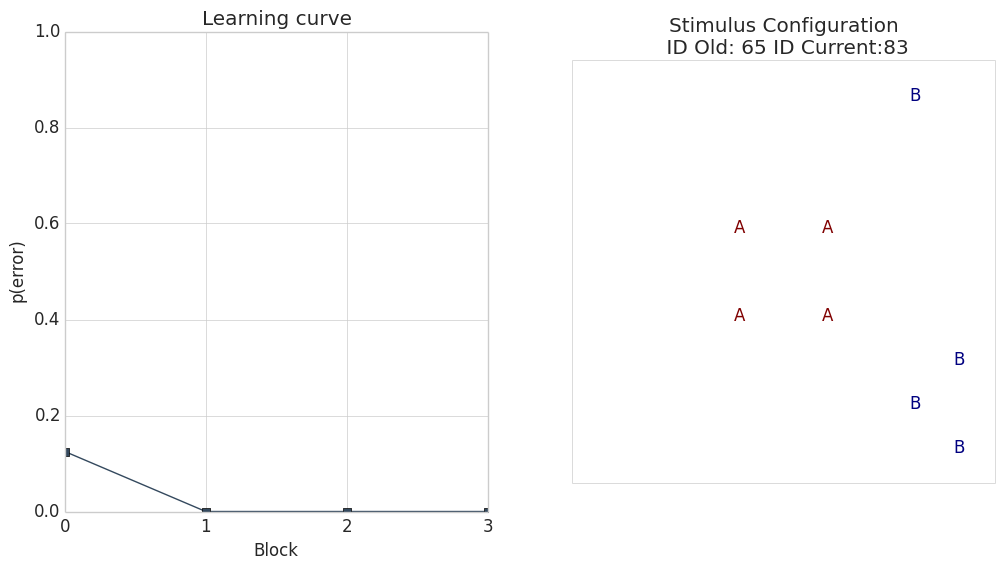 Learning curve
1.0
0.8
0.6
0.4
0.2
0.0
p(error)
0 1 2 3
Block
Stimulus Configuration
ID Old: 65 ID Current:83
B
A A
A A
B
B
B